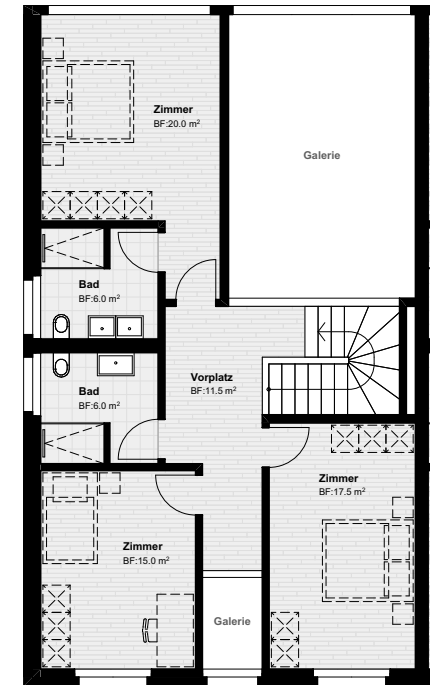 Zimmer
BF:20.0 m²
Galerie
Bad
BF:6.0 m²
Vorplatz
BF:11.5 m²
Bad
BF:6.0 m²
Zimmer
BF:17.5 m²
Zimmer
BF:15.0 m²
Galerie